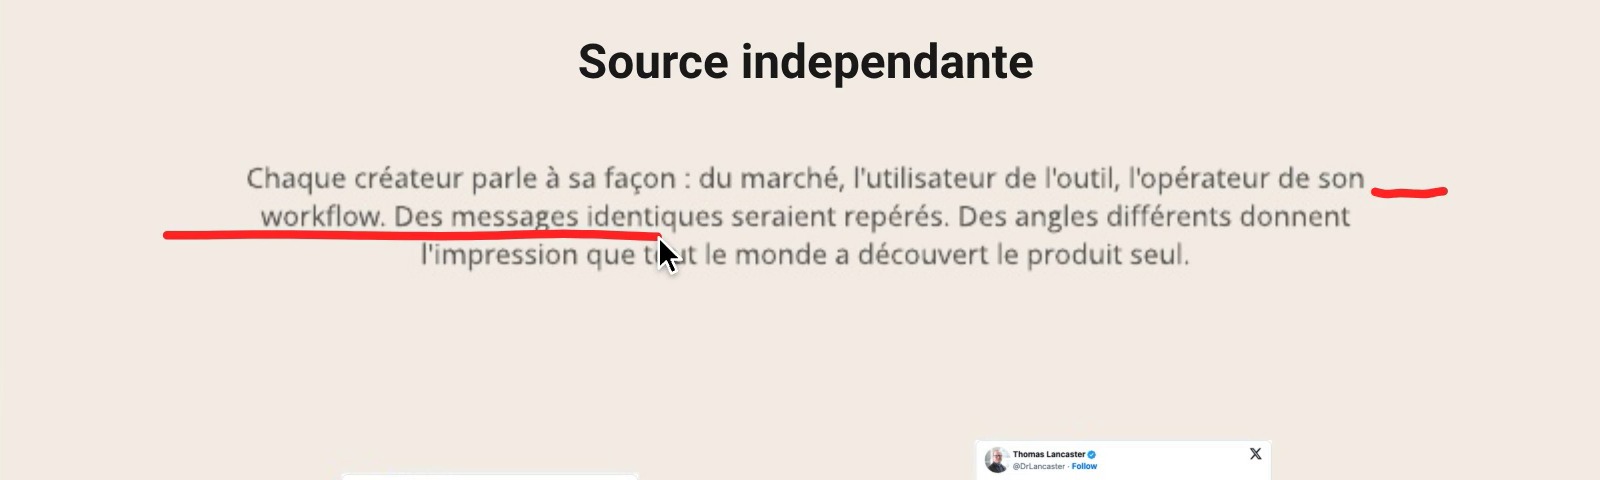 Source independante
Chaque créateur parle à sa façon : du marché, l'utilisateur de l'outil, l'opérateur de son
workflow. Des messages identiques seraient repérés. Des angles différents donnent
l'impression que tout le monde a découvert le produit seul.
Thomas Lancaster
@DrLancaster · Follow